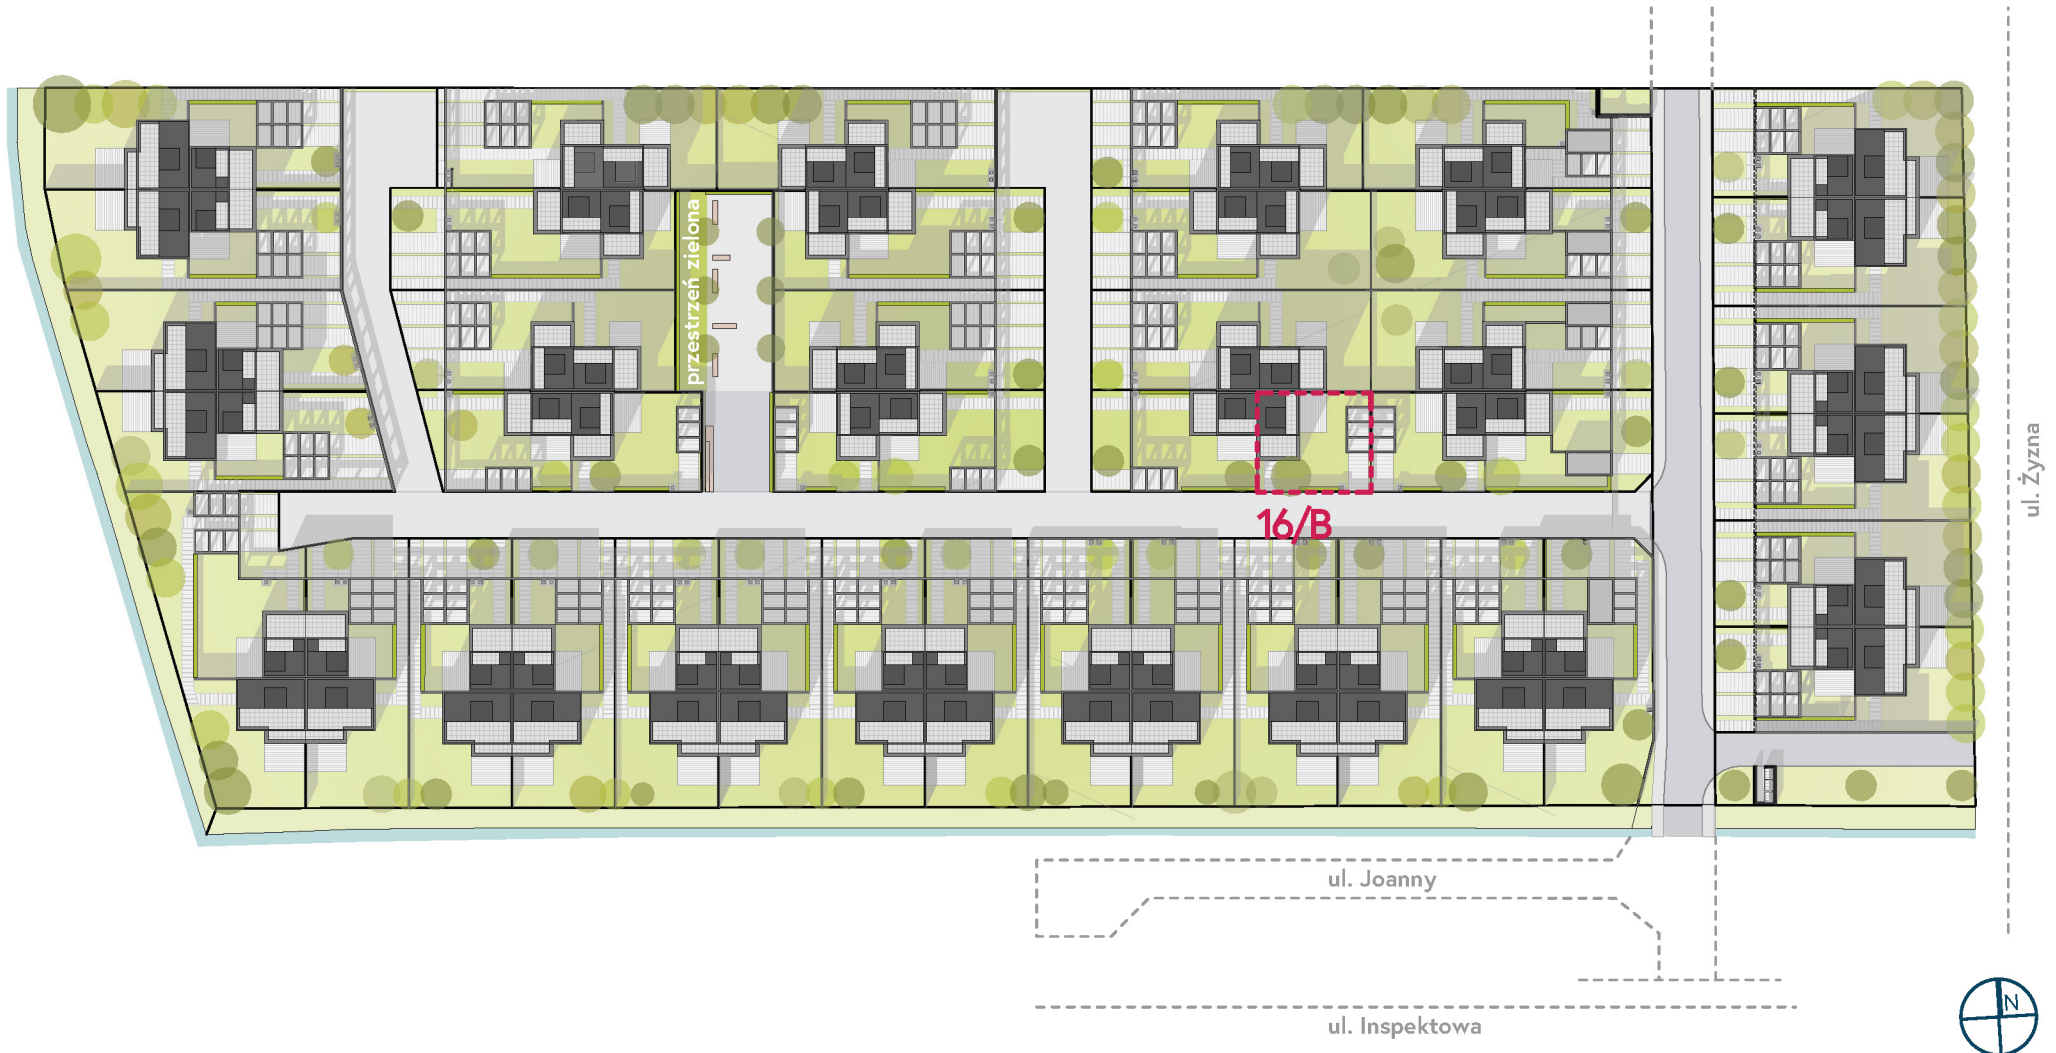 przestrzeń zielona
16/B
ul. Żyzna
ul. Joanny
ul. Inspektowa
N